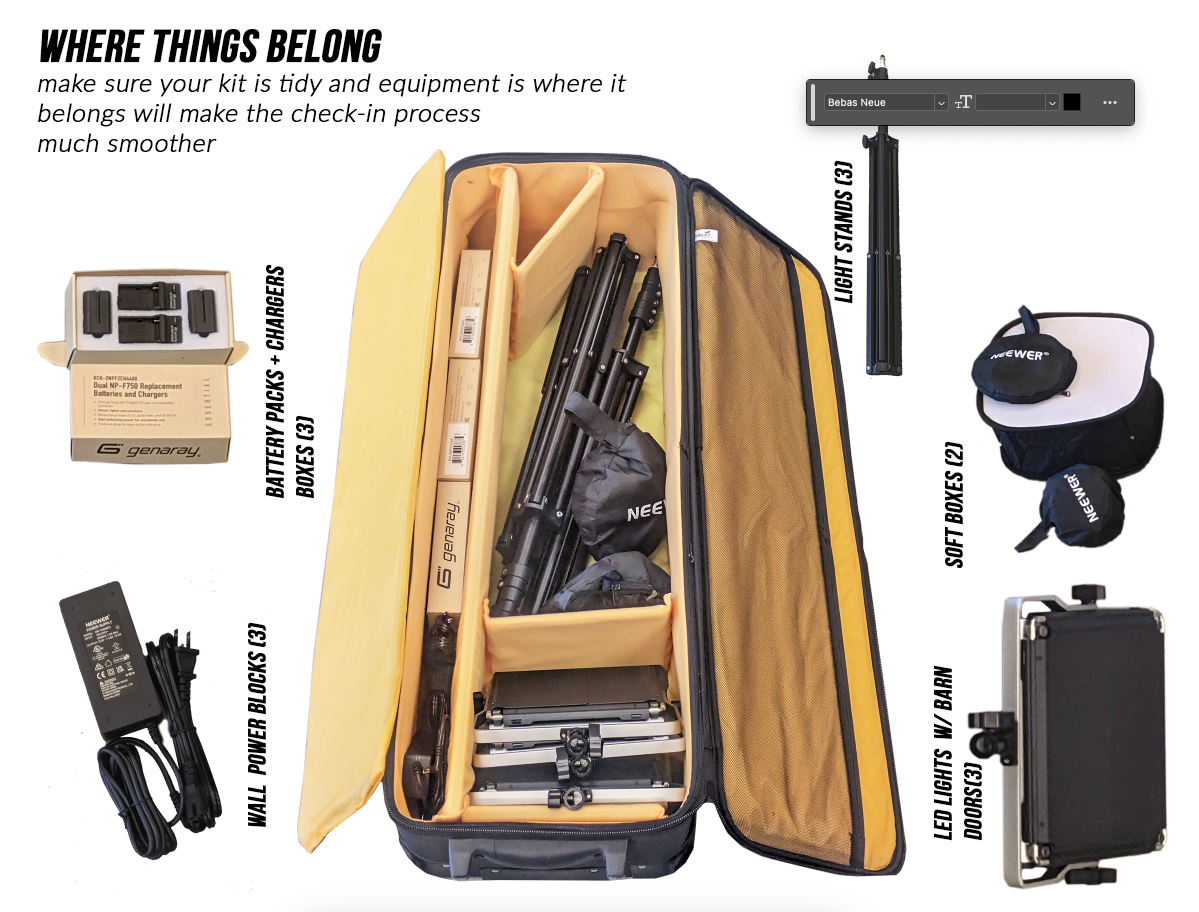 WHERE THINGS BELONG
make sure your kit is tidy and equipment is where it
belongs will make the check-in process
much smoother
Bebas Neue
LIGHT STANDS (3)
BATTERY PACKS + CHARGERS
BOXES (3)
Dual NP-F750 Replacement
Batteries and Chargers
genaray
genaray
NEEWER
NEEWER
SOFT BOXES (2)
NEEWER
POWER SUPPLY
WALL POWER BLOCKS (3)
LED LIGHTS W/ BARN
DOORS(3)